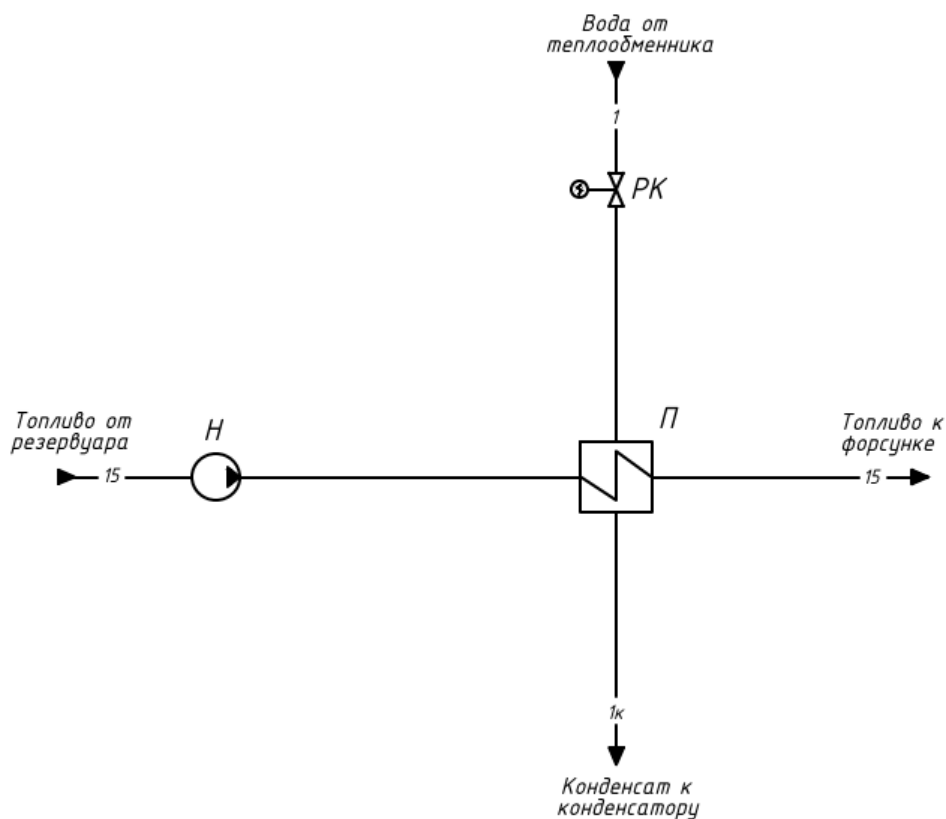 Вода от
теплообменника
1
РК
Топливо от
резервуара
Н
П
Топливо к
форсунке
15
15
1к
Конденсат к
конденсатору